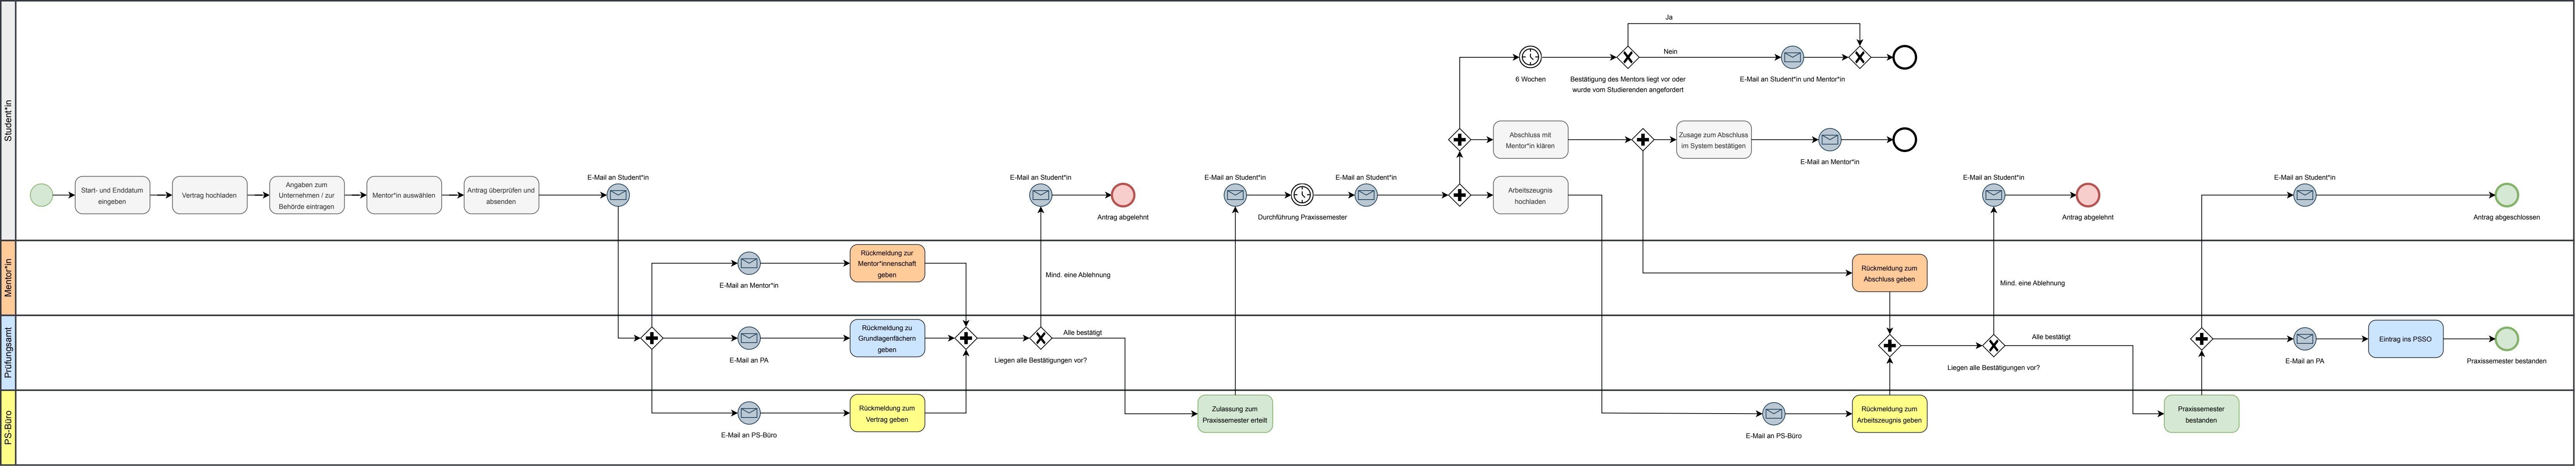 Student*in
Mentor*in
Prüfungsamt
PS-Büro
Start- und Enddatum
eingeben
Vertrag hochladen
Angaben zum
Unternehmen / zur
Behörde eintragen
Mentor*in auswählen
Antrag überprüfen und
absenden
E-Mail an Student*in
E-Mail an Mentor*in
Rückmeldung zur
Mentor*innenschaft
geben
E-Mail an PA
Rückmeldung zu
Grundlagenfächern
geben
E-Mail an PS-Büro
Rückmeldung zum
Vertrag geben
Liegen alle Bestätigungen vor?
Mind. eine Ablehnung
E-Mail an Student*in
Antrag abgelehnt
Alle bestätigt
Zulassung zum
Praxissemester erteilt
E-Mail an Student*in
Durchführung Praxissemester
E-Mail an Student*in
6 Wochen
Bestätigung des Mentors liegt vor oder
wurde vom Studierenden angefordert
Ja
Nein
E-Mail an Student*in und Mentor*in
Abschluss mit
Mentor*in klären
Zusage zum Abschluss
im System bestätigen
E-Mail an Mentor*in
Arbeitszeugnis
hochladen
Rückmeldung zum
Abschluss geben
E-Mail an PS-Büro
Rückmeldung zum
Arbeitszeugnis geben
Liegen alle Bestätigungen vor?
Mind. eine Ablehnung
E-Mail an Student*in
Antrag abgelehnt
Alle bestätigt
Praxissemester
bestanden
E-Mail an Student*in
Antrag abgeschlossen
E-Mail an PA
Eintrag ins PSSO
Praxissemester bestanden